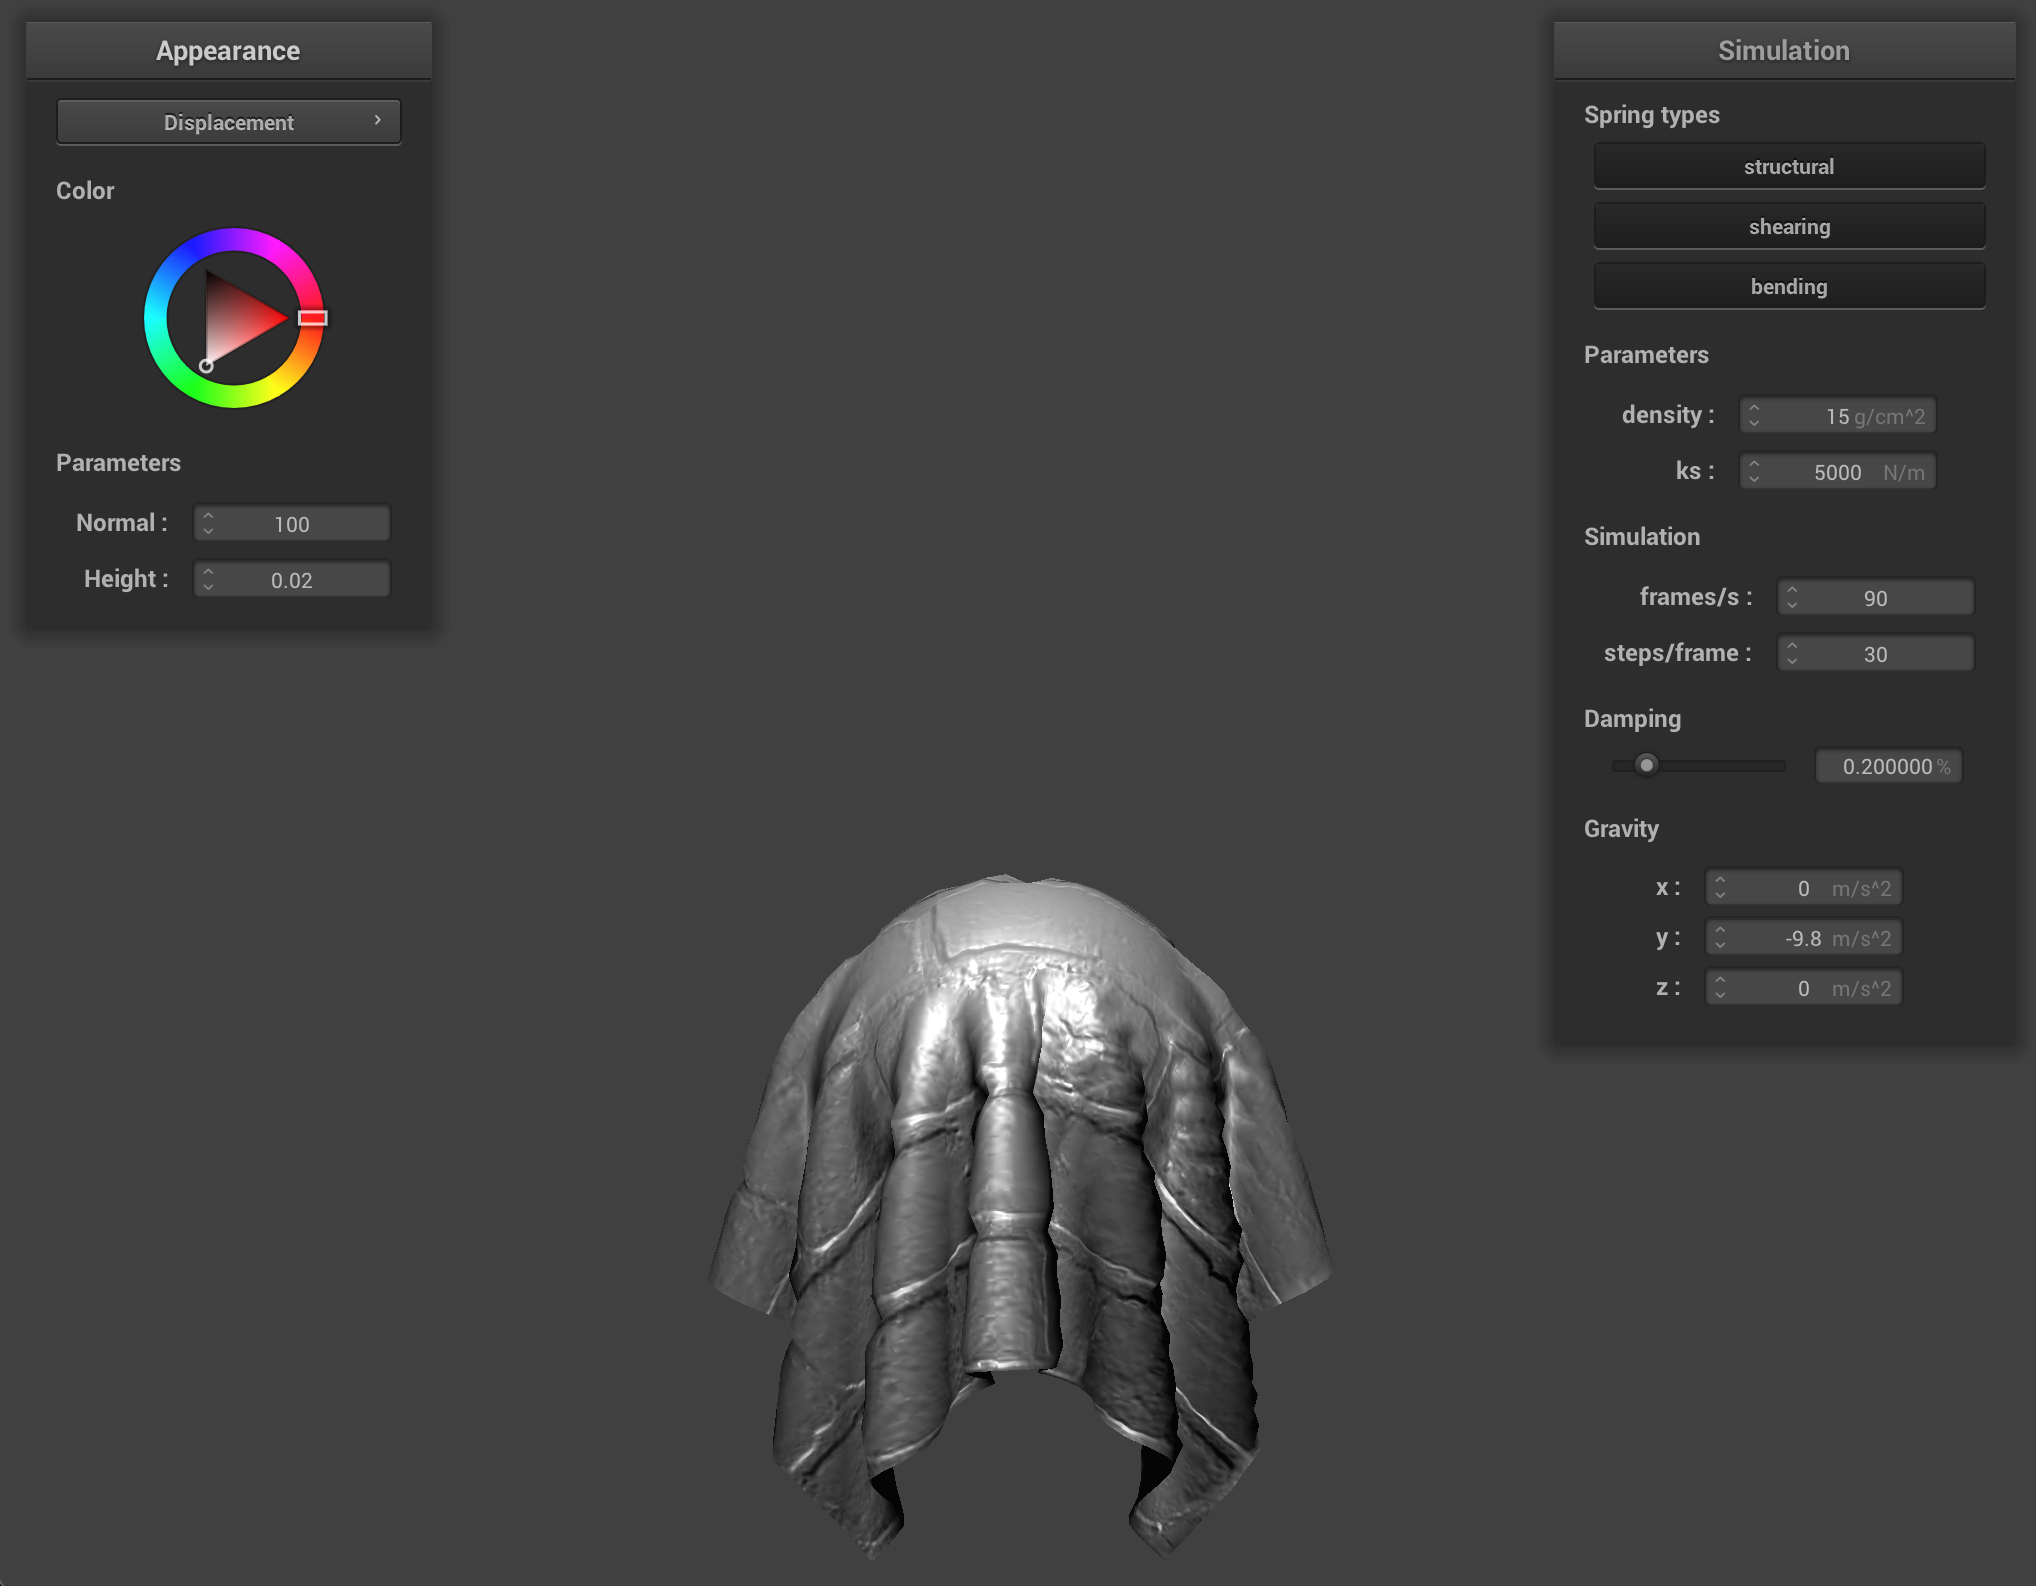 Appearance
Displacement
Color
Parameters
Normal : 100
Height : 0.02
Simulation
Spring types
structural
shearing
bending
Parameters
density : 15 g/cm^2
ks : 5000 N/m
Simulation
frames/s : 90
steps/frame : 30
Damping
0.200000 %
Gravity
x : 0 m/s^2
y : -9.8 m/s^2
z : 0 m/s^2